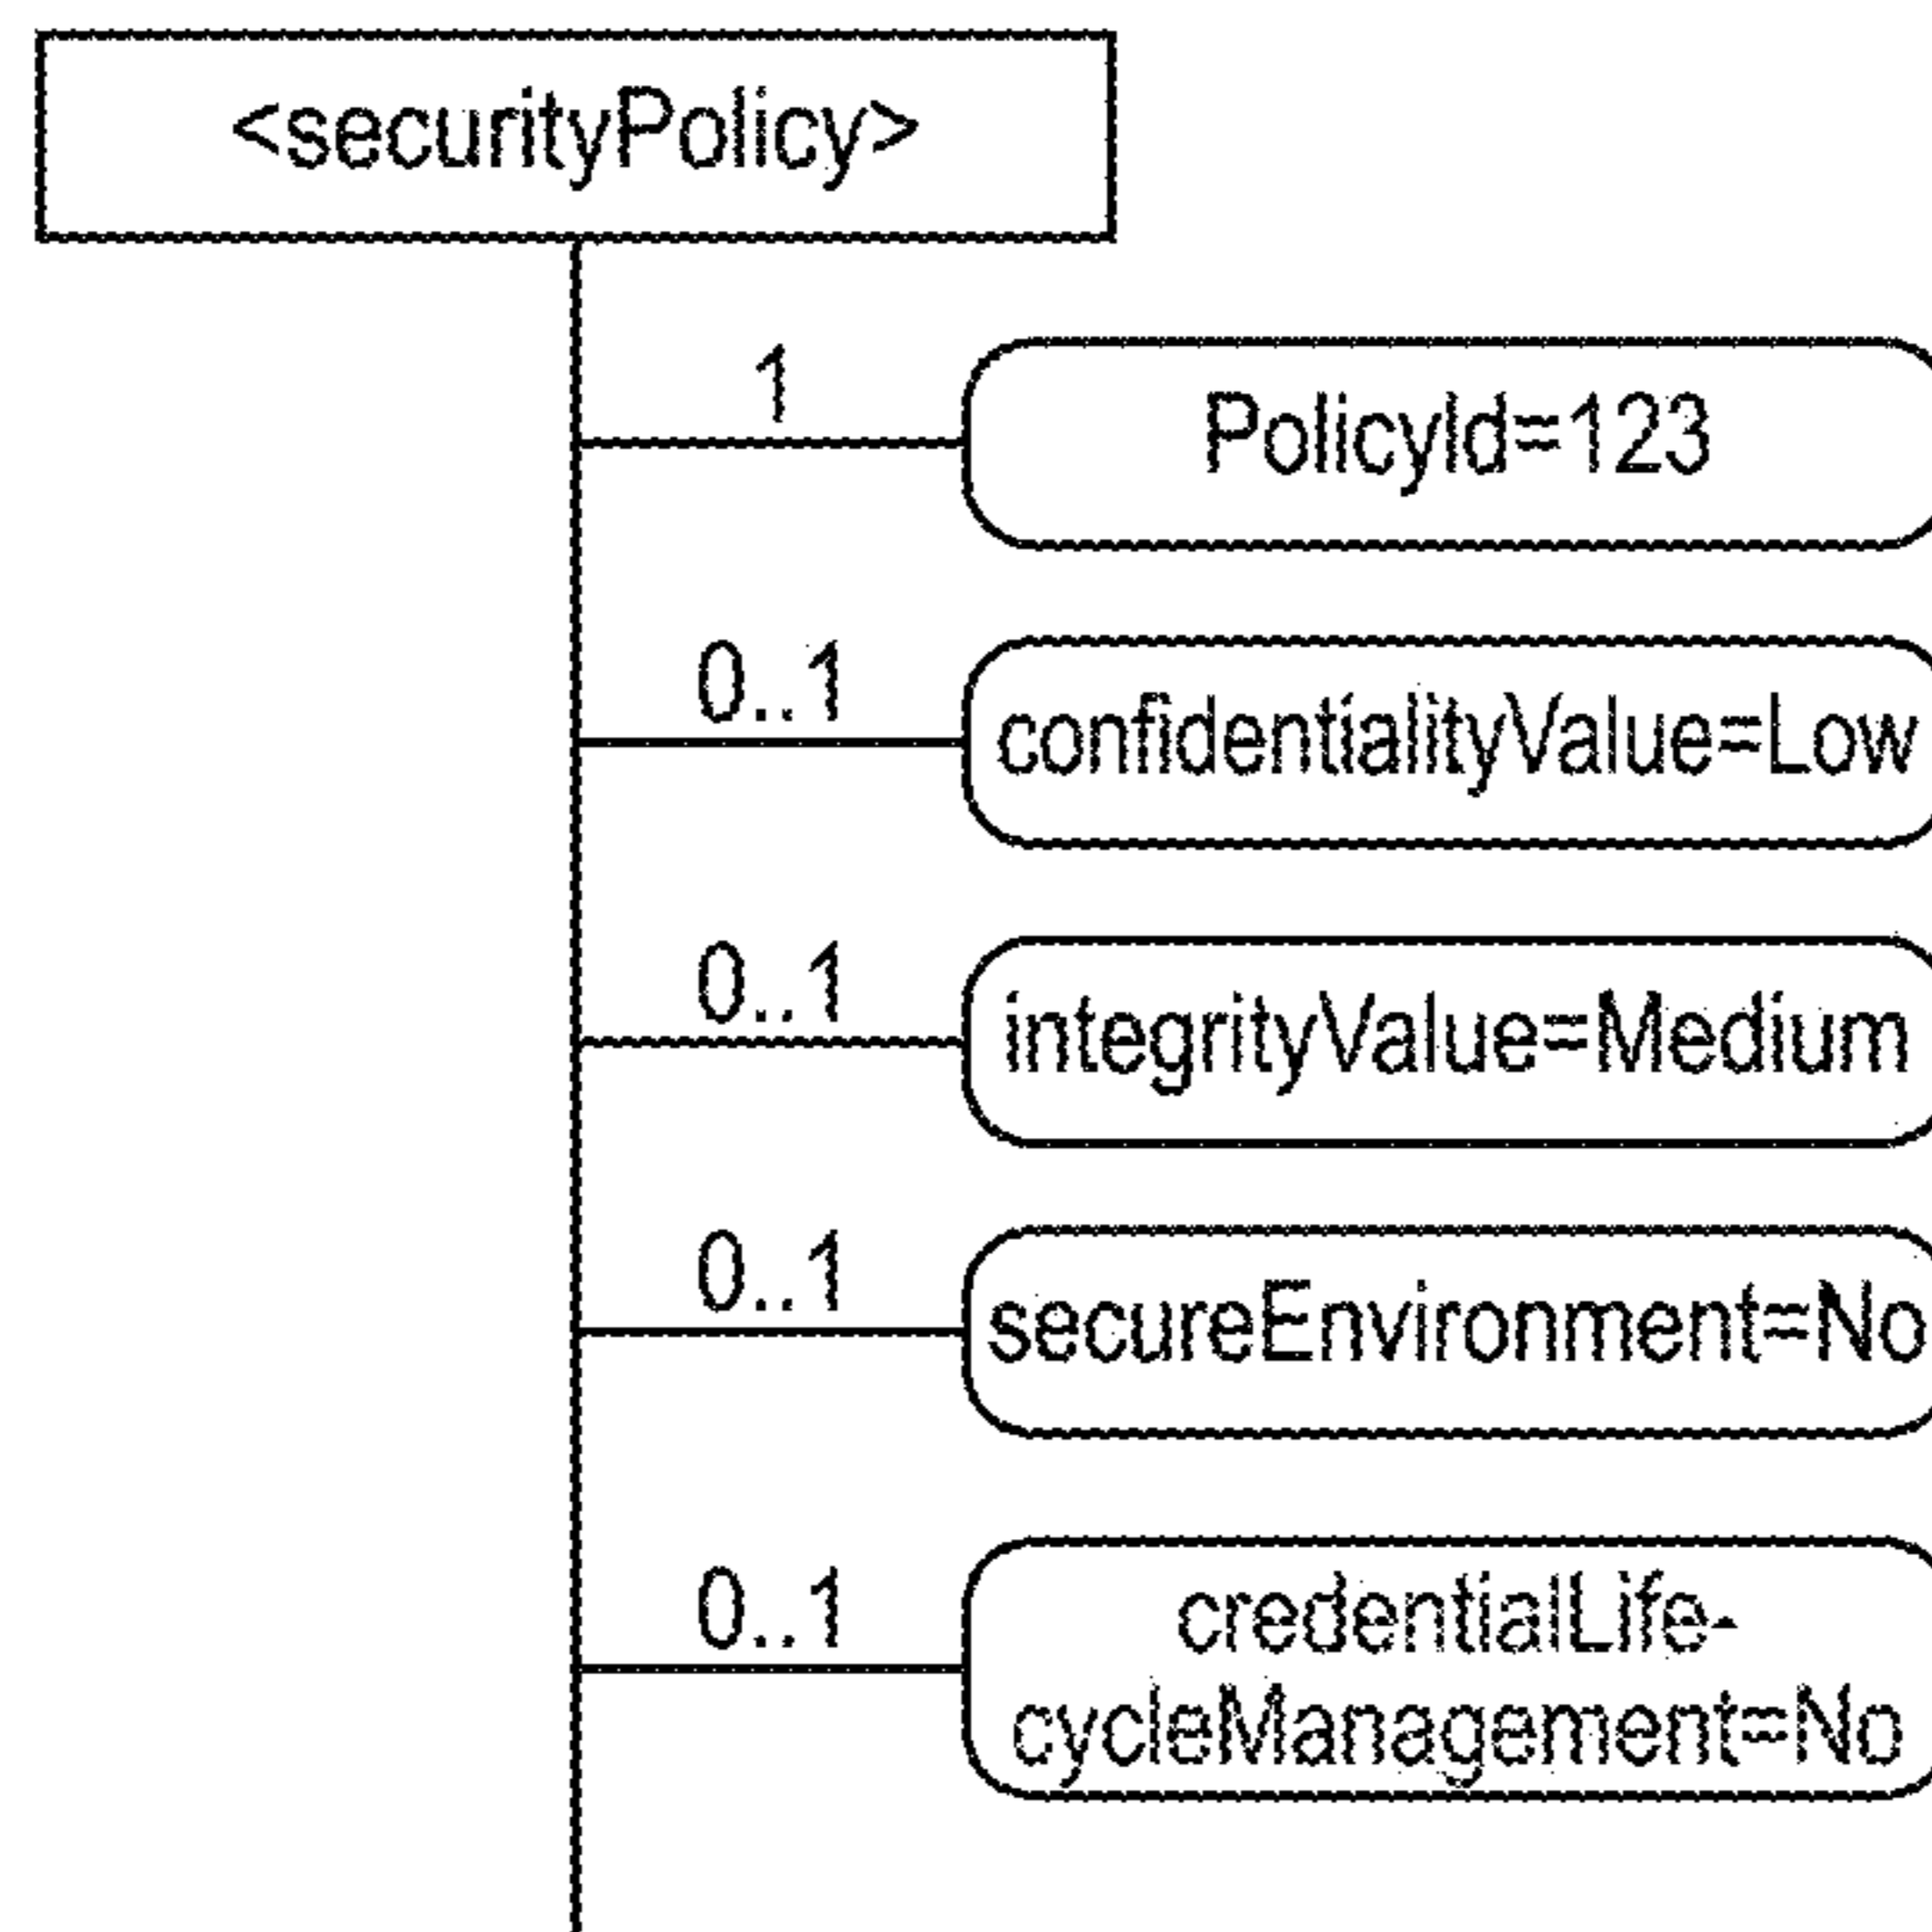 <securityPolicy>
1
PolicyId=123
0..1
confidentialityValue=Low
0..1
integrityValue=Medium
0..1
secureEnvironment=No
0..1
credentialLife-
cycleManagement=No